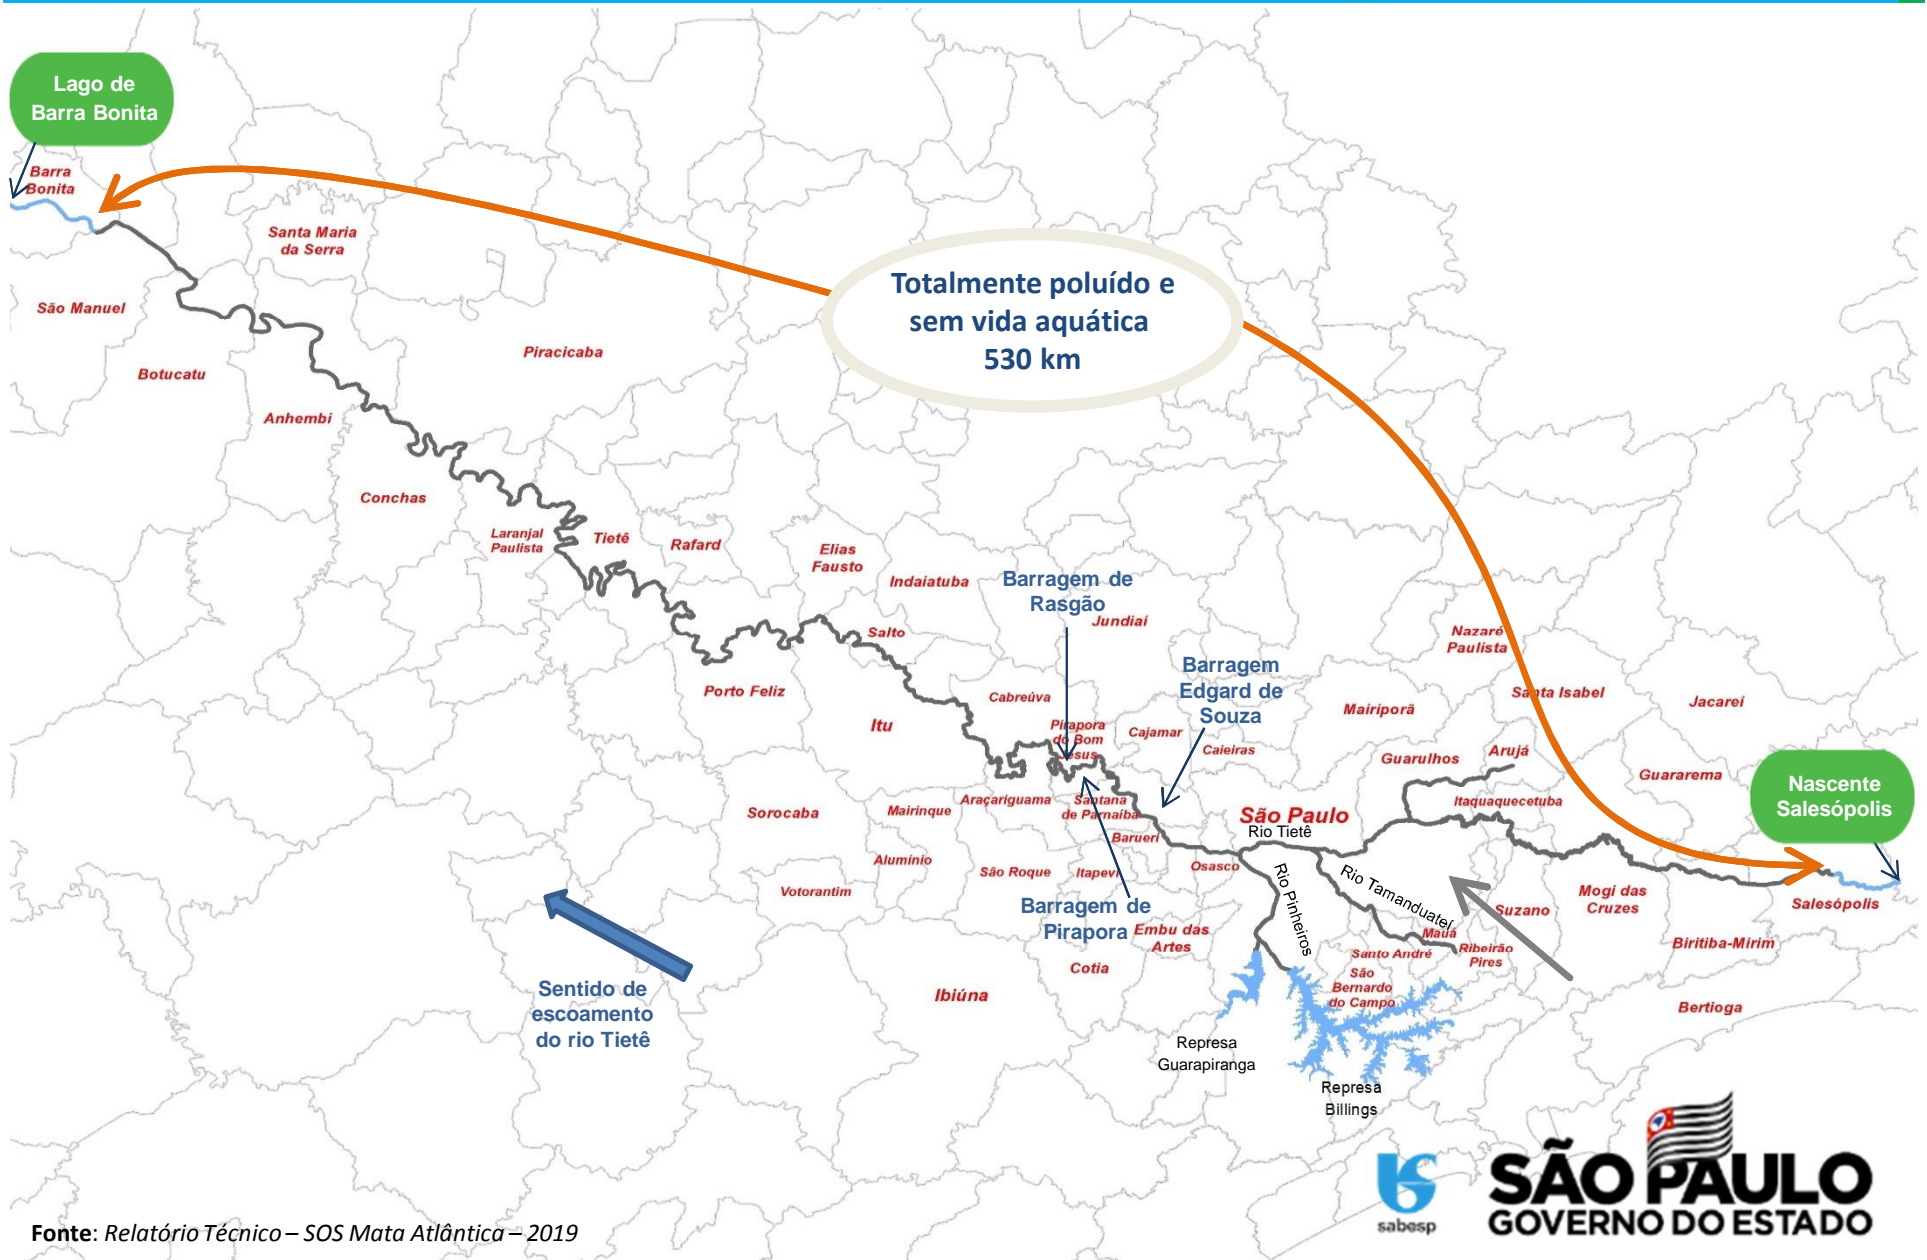 Lago de
Barra Bonita
Barra
Bonita
Santa Maria
da Serra
São Manuel
Botucatu
Piracicaba
Anhembi
Totalmente poluído e
sem vida aquática
530 km
Conchas
Laranjal
Paulista
Tietê
Rafard
Elias
Fausto
Indaiatuba
Salto
Barragem de
Rasgão
Jundiaí
Porto Feliz
Itu
Cabreúva
Pirapora
do Bom
Jesus
Barragem
Edgard de
Souza
Cajamar
Caieiras
Mairiporã
Nazaré
Paulista
Santa Isabel
Jacareí
Guarulhos
Arujá
Guararema
Nascente
Salesópolis
Itaquaquecetuba
Sorocaba
Mairinque
Araçariguama
Santana
de Parnaíba
Barueri
São Paulo
Rio Tietê
Alumínio
São Roque
Itapevi
Osasco
Votorantim
Rio Pinheiros
Rio Tamanduateí
Suzano
Mogi das
Cruzes
Salesópolis
Barragem de
Pirapora
Embu das
Artes
Mauá
Ribeirão
Pires
Santo André
Biritiba-Mirim
Cotia
São
Bernardo
do Campo
Ibiúna
Bertioga
Sentido de
escoamento
do rio Tietê
Represa
Guarapiranga
Represa
Billings
sabesp
SÃO PAULO
GOVERNO DO ESTADO
Fonte: Relatório Técnico – SOS Mata Atlântica – 2019